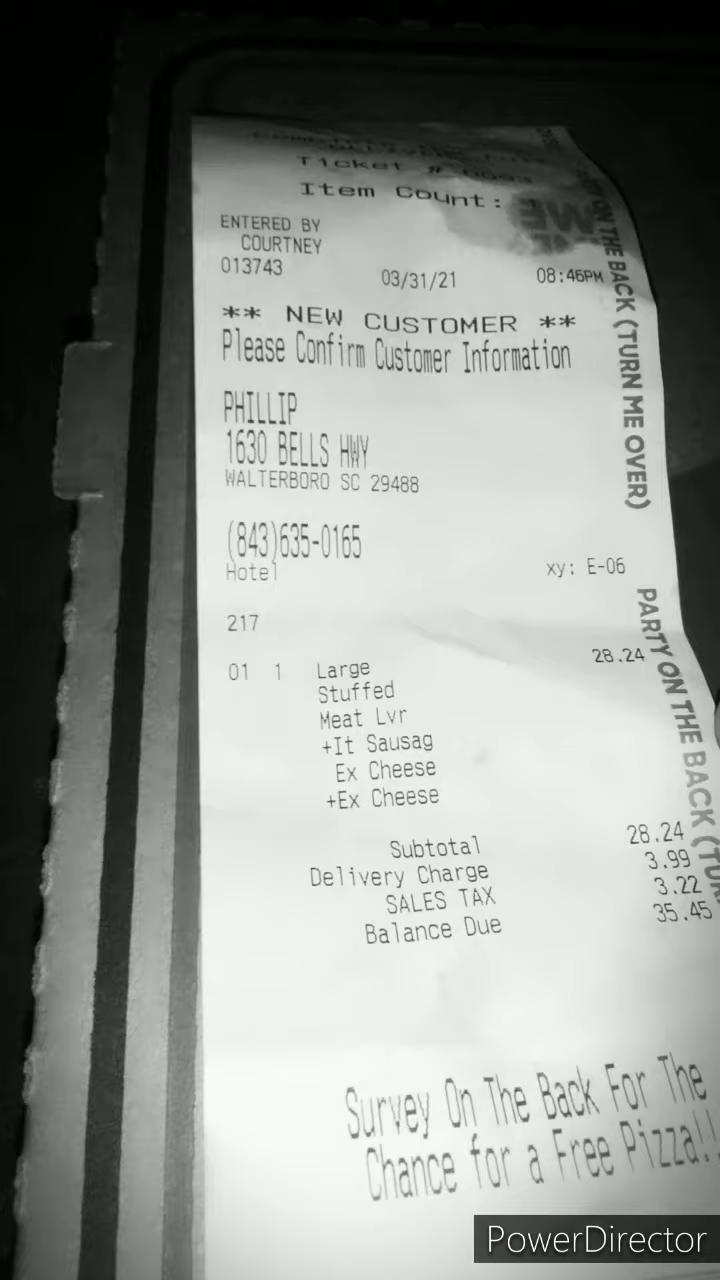 Ticket #
Item Count:
ENTERED BY
COURTNEY
013743 03/31/21 08:46PM
** NEW CUSTOMER **
Please Confirm Customer Information
PHILLIP
1630 BELLS HWY
WALTERBORO SC 29488
(843)635-0165
Hotel xy: E-06
217
01 1 Large 28.24
Stuffed
Meat Lvr
+It Sausag
Ex Cheese
+Ex Cheese
Subtotal 28.24
Delivery Charge 3.99
SALES TAX 3.22
Balance Due 35.45
Survey On The Back For The
Chance for a Free Pizza!!
ON THE BACK (TURN ME OVER)
PARTY ON THE BACK (TURN
ME
PowerDirector